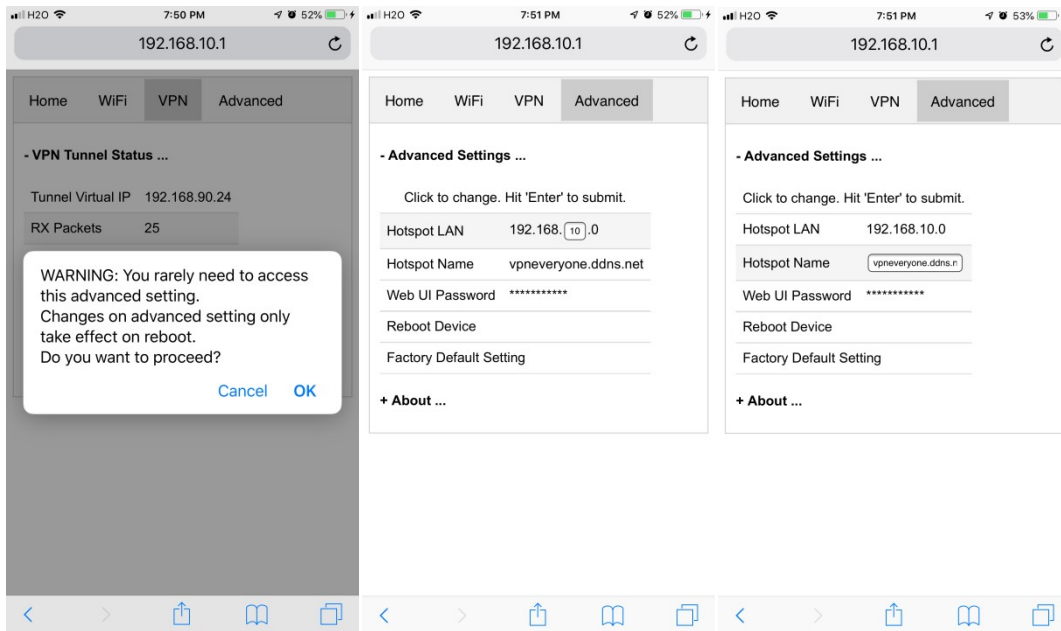 H2O 7:50 PM 52%
192.168.10.1
Home WiFi VPN Advanced
- VPN Tunnel Status ...
Tunnel Virtual IP 192.168.90.24
RX Packets 25
WARNING: You rarely need to access
this advanced setting.
Changes on advanced setting only
take effect on reboot.
Do you want to proceed?
Cancel OK
H2O 7:51 PM 52%
192.168.10.1
Home WiFi VPN Advanced
- Advanced Settings ...
Click to change. Hit 'Enter' to submit.
Hotspot LAN 192.168.10.0
Hotspot Name vpneveryone.ddns.net
Web UI Password ***********
Reboot Device
Factory Default Setting
+ About ...
H2O 7:51 PM 53%
192.168.10.1
Home WiFi VPN Advanced
- Advanced Settings ...
Click to change. Hit 'Enter' to submit.
Hotspot LAN 192.168.10.0
Hotspot Name vpneveryone.ddns.n
Web UI Password ***********
Reboot Device
Factory Default Setting
+ About ...